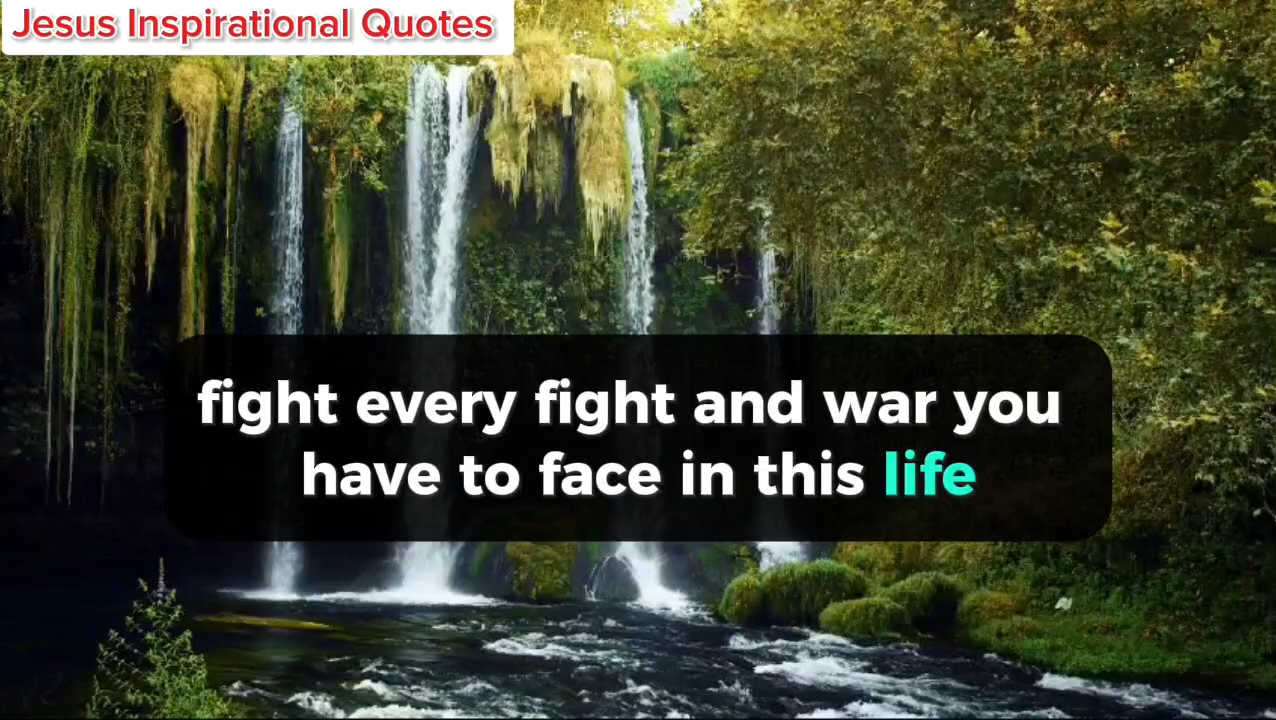 Jesus Inspirational Quotes
fight every fight and war you
have to face in this life